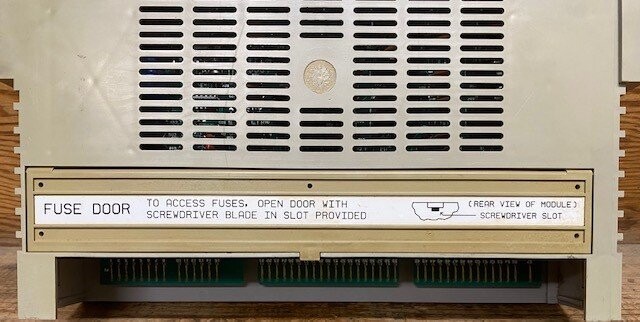 FUSE DOOR
TO ACCESS FUSES, OPEN DOOR WITH
SCREWDRIVER BLADE IN SLOT PROVIDED
(REAR VIEW OF MODULE)
SCREWDRIVER SLOT